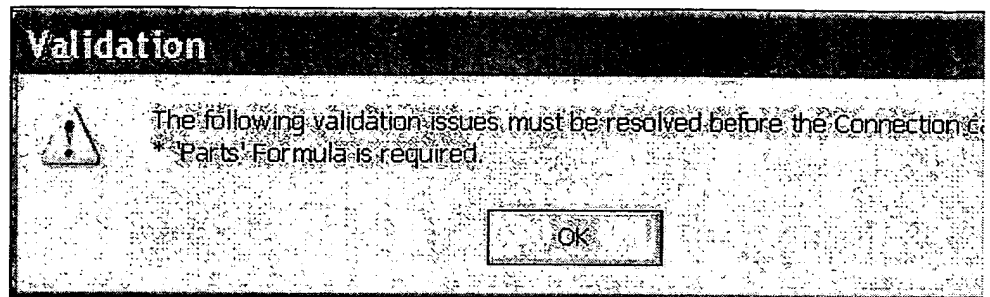 Validation
The following validation issues must be resolved before the Connection c
* 'Parts' Formula is required.
OK